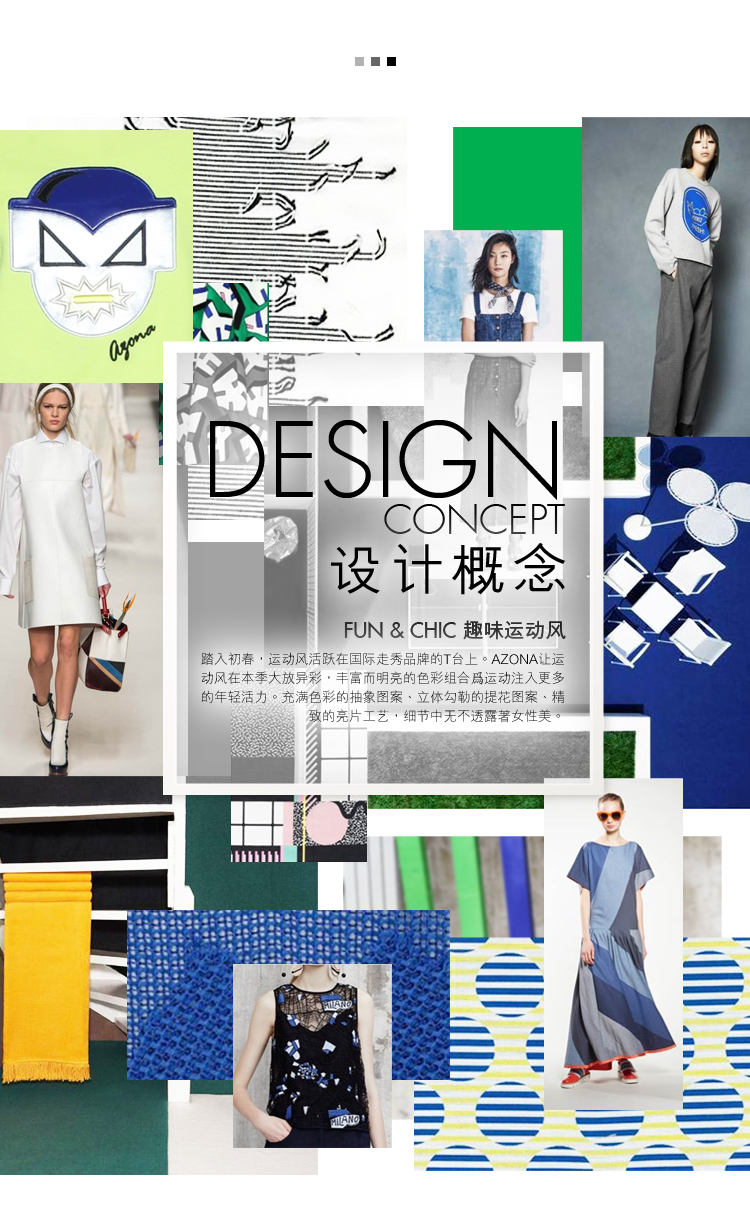 Azona
DESIGN
CONCEPT
设计概念
FUN & CHIC 趣味运动风
踏入初春，运动风活跃在国际走秀品牌的T台上。AZONA让运
动风在本季大放异彩，丰富而明亮的色彩组合爲运动注入更多
的年轻活力。充满色彩的抽象图案、立体勾勒的提花图案、精
致的亮片工艺，细节中无不透露著女性美。
MILANO
MILANO